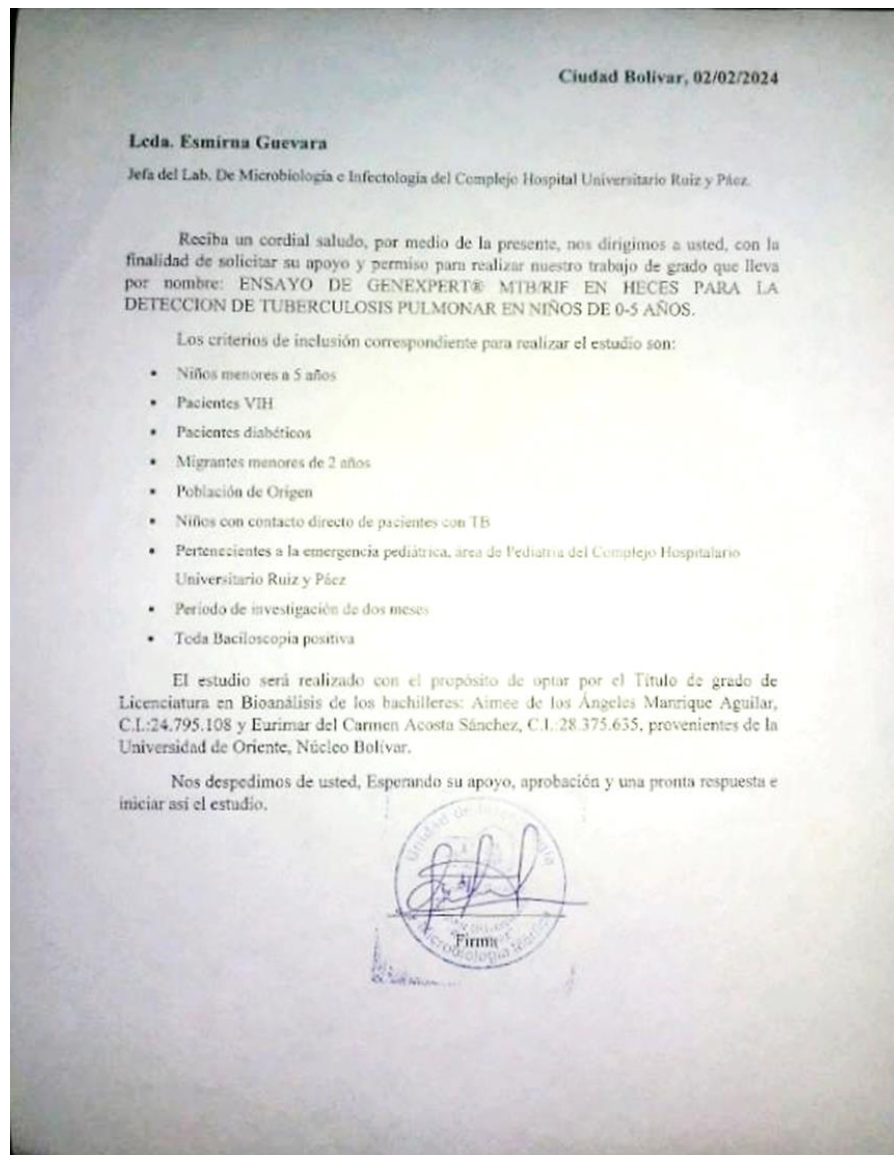 Ciudad Bolívar, 02/02/2024
Lcda. Esmirna Guevara
Jefa del Lab. De Microbiología e Infectología del Complejo Hospital Universitario Ruiz y Páez.
Reciba un cordial saludo, por medio de la presente, nos dirigimos a usted, con la
finalidad de solicitar su apoyo y permiso para realizar nuestro trabajo de grado que lleva
por nombre: ENSAYO DE GENEXPERT® MTB/RIF EN HECES PARA LA
DETECCION DE TUBERCULOSIS PULMONAR EN NIÑOS DE 0-5 AÑOS.
Los criterios de inclusión correspondiente para realizar el estudio son:
• Niños menores a 5 años
• Pacientes VIH
• Pacientes diabéticos
• Migrantes menores de 2 años
• Población de Origen
• Niños con contacto directo de pacientes con TB
• Pertenecientes a la emergencia pediátrica, área de Pediatría del Complejo Hospitalario
Universitario Ruiz y Páez
• Período de investigación de dos meses
• Toda Baciloscopia positiva
El estudio será realizado con el propósito de optar por el Título de grado de
Licenciatura en Bioanálisis de los bachilleres: Aimee de los Ángeles Manrique Aguilar,
C.I.:24.795.108 y Eurimar del Carmen Acosta Sánchez, C.I.:28.375.635, provenientes de la
Universidad de Oriente, Núcleo Bolívar.
Nos despedimos de usted, Esperando su apoyo, aprobación y una pronta respuesta e
iniciar así el estudio.
Unidad de
Firma
Microbiología